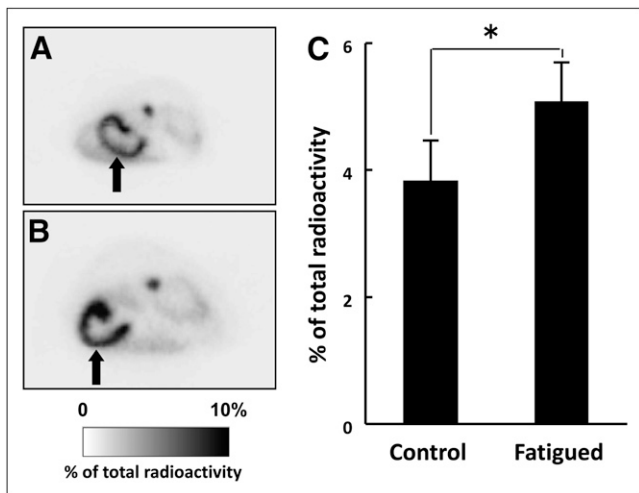 A
B
0 10%
% of total radioactivity
C
% of total radioactivity
6
*
4
2
0
Control Fatigued